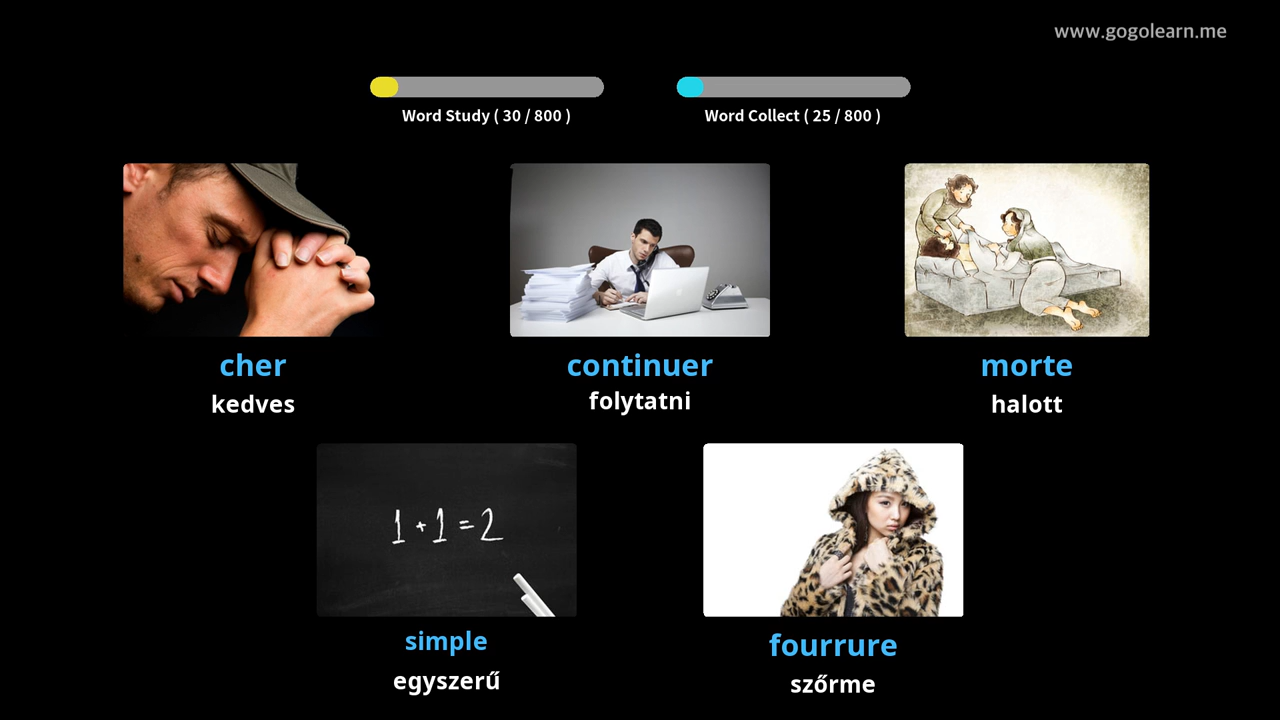 www.gogolearn.me
Word Study ( 30 / 800 )
Word Collect ( 25 / 800 )
cher
kedves
continuer
folytatni
morte
halott
1 + 1 = 2
simple
egyszerű
fourrure
szőrme